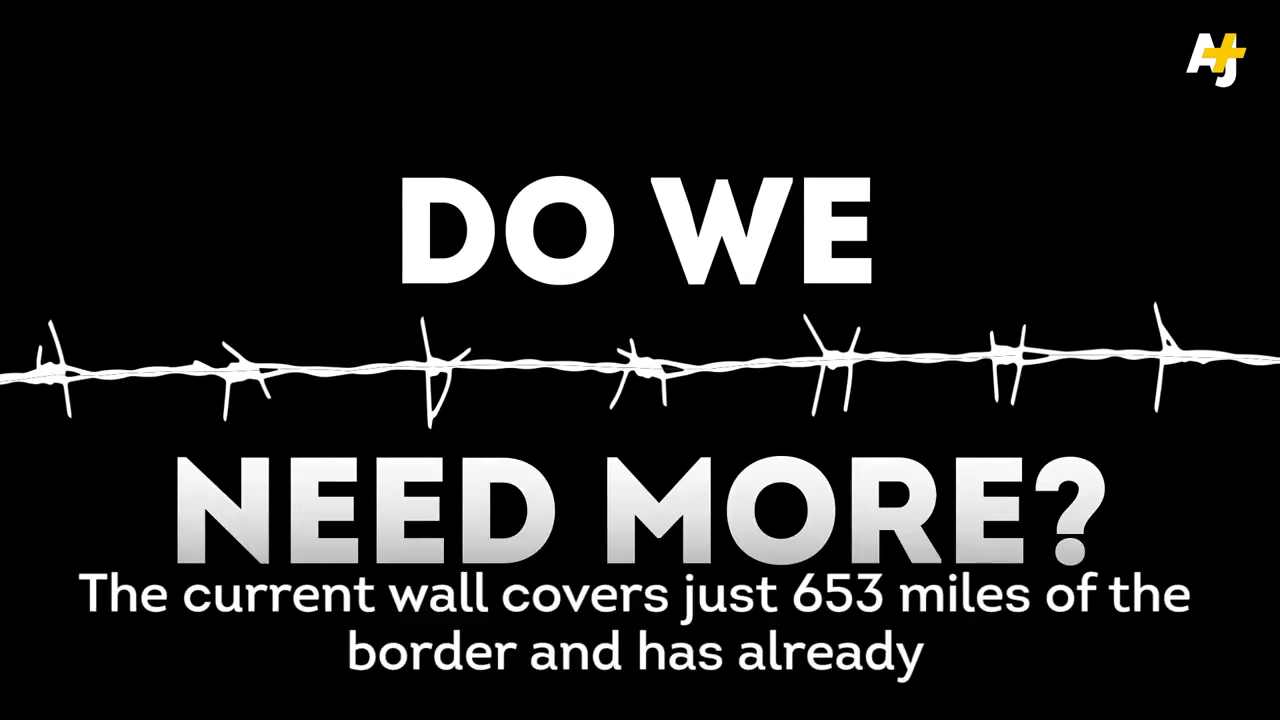 AJ+
DO WE
NEED MORE?
The current wall covers just 653 miles of the
border and has already